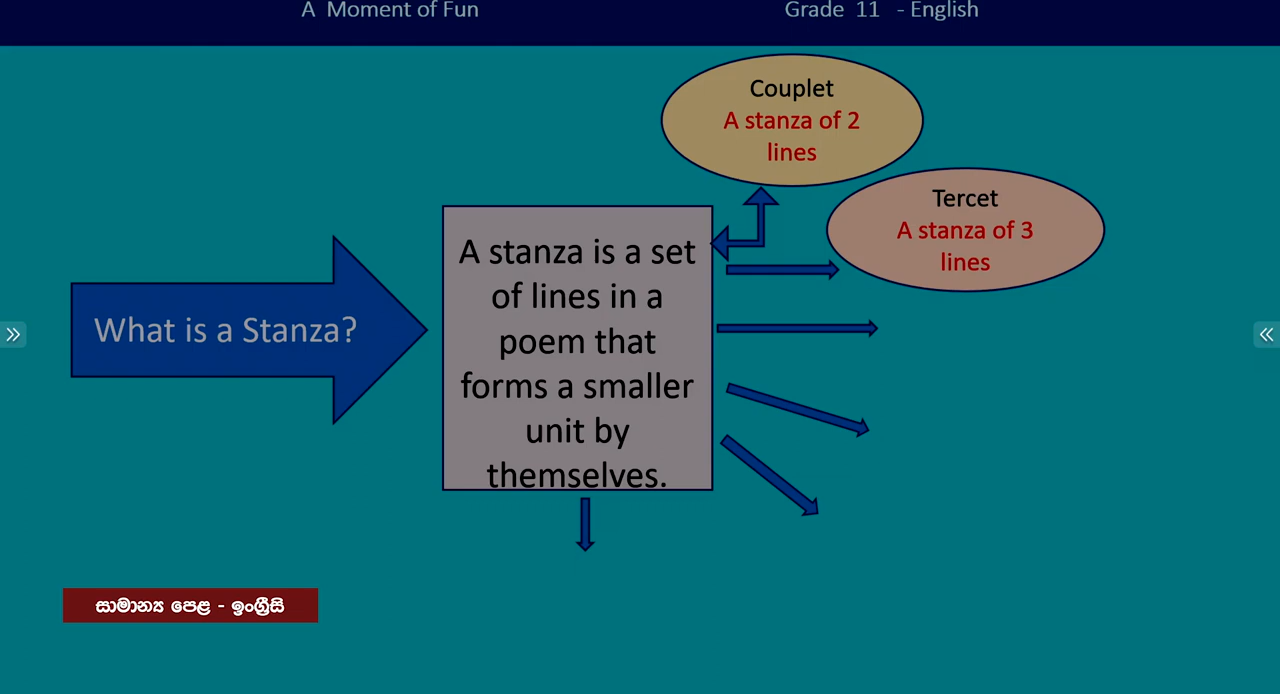 A Moment of Fun
Grade 11 - English
Couplet
A stanza of 2
lines
Tercet
A stanza of 3
lines
What is a Stanza?
A stanza is a set
of lines in a
poem that
forms a smaller
unit by
themselves.
සාමාන්‍ය පෙළ - ඉංග්‍රීසි